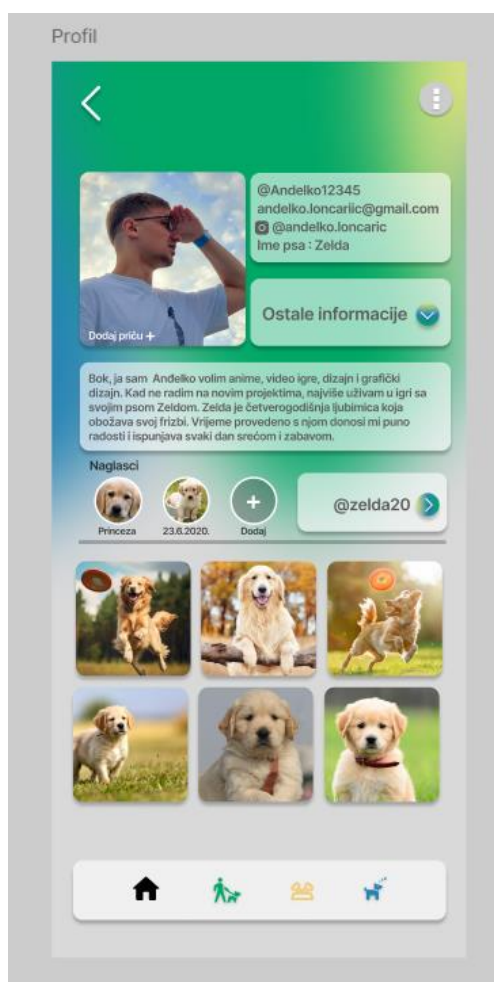 Profil
@Andelko12345
andelko.loncariic@gmail.com
@andelko.loncaric
Ime psa : Zelda
Ostale informacije
Dodaj priču +
Bok, ja sam Anđelko volim anime, video igre, dizajn i grafički
dizajn. Kad ne radim na novim projektima, najviše uživam u igri sa
svojim psom Zeldom. Zelda je četverogodišnja ljubimica koja
obožava svoj frizbi. Vrijeme provedeno s njom donosi mi puno
radosti i ispunjava svaki dan srećom i zabavom.
Naglasci
Princeza
23.6.2020.
Dodaj
@zelda20